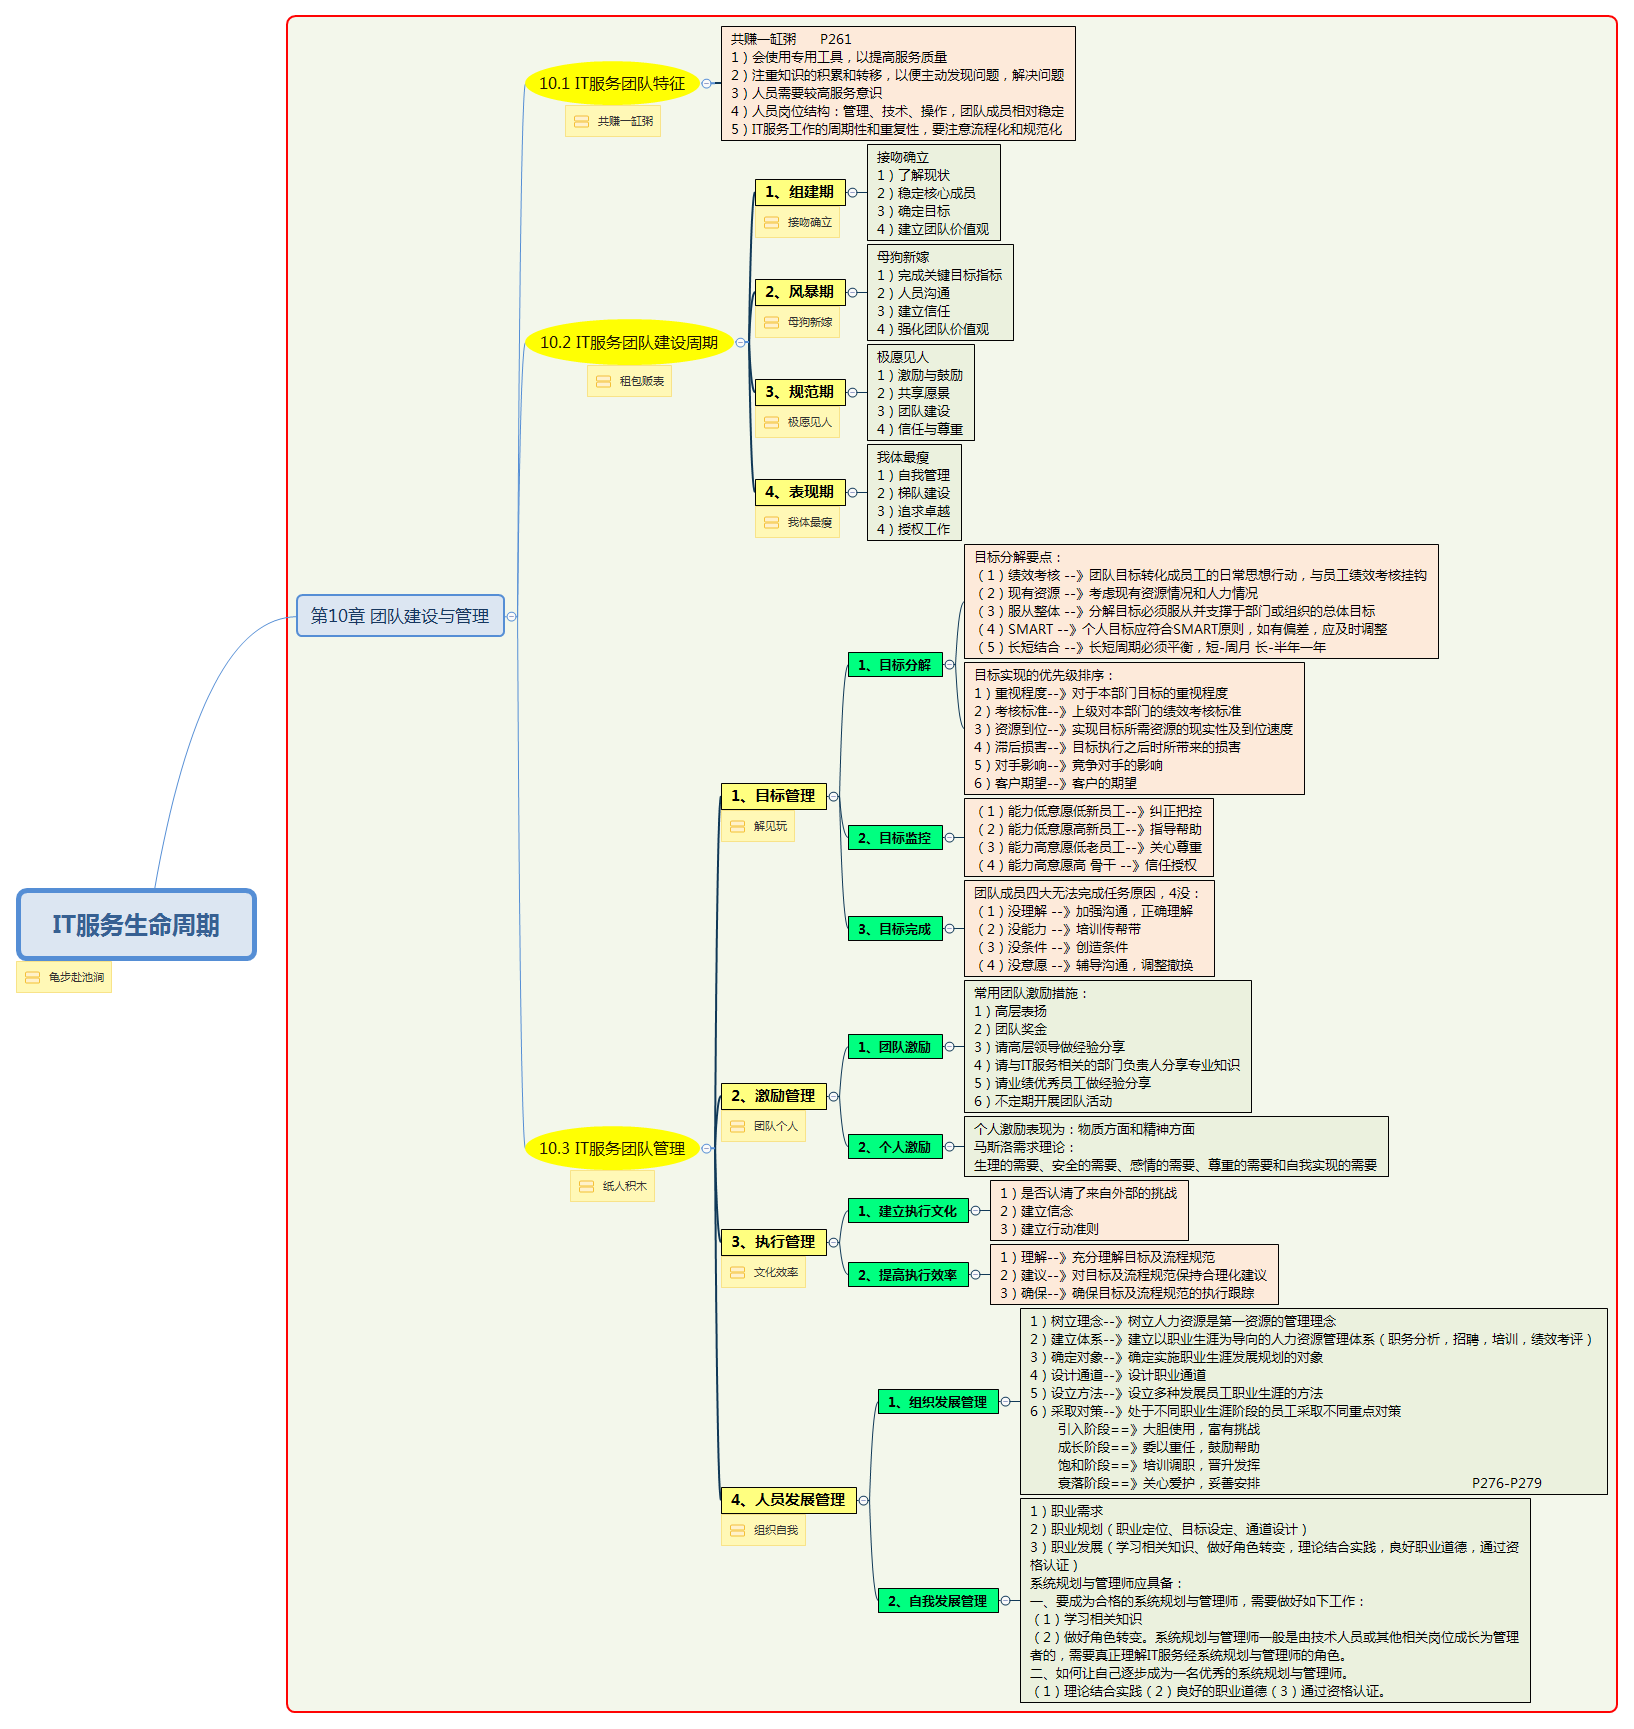 IT服务生命周期
龟步赴池涧
第10章 团队建设与管理
10.1 IT服务团队特征
共赚一缸粥
共赚一缸粥 P261
1）会使用专用工具，以提高服务质量
2）注重知识的积累和转移，以便主动发现问题，解决问题
3）人员需要较高服务意识
4）人员岗位结构：管理、技术、操作，团队成员相对稳定
5）IT服务工作的周期性和重复性，要注意流程化和规范化
10.2 IT服务团队建设周期
租包贩表
1、组建期
接吻确立
接吻确立
1）了解现状
2）稳定核心成员
3）确定目标
4）建立团队价值观
2、风暴期
母狗新嫁
母狗新嫁
1）完成关键目标指标
2）人员沟通
3）建立信任
4）强化团队价值观
3、规范期
极愿见人
极愿见人
1）激励与鼓励
2）共享愿景
3）团队建设
4）信任与尊重
4、表现期
我体最瘦
我体最瘦
1）自我管理
2）梯队建设
3）追求卓越
4）授权工作
10.3 IT服务团队管理
纸人积木
1、目标管理
解见玩
1、目标分解
目标分解要点：
（1）绩效考核 --》团队目标转化成员工的日常思想行动，与员工绩效考核挂钩
（2）现有资源 --》考虑现有资源情况和人力情况
（3）服从整体 --》分解目标必须服从并支撑于部门或组织的总体目标
（4）SMART --》个人目标应符合SMART原则，如有偏差，应及时调整
（5）长短结合 --》长短周期必须平衡，短-周月 长-半年一年
目标实现的优先级排序：
1）重视程度--》对于本部门目标的重视程度
2）考核标准--》上级对本部门的绩效考核标准
3）资源到位--》实现目标所需资源的现实性及到位速度
4）滞后损害--》目标执行之后时所带来的损害
5）对手影响--》竞争对手的影响
6）客户期望--》客户的期望
2、目标监控
（1）能力低意愿低新员工--》纠正把控
（2）能力低意愿高新员工--》指导帮助
（3）能力高意愿低老员工--》关心尊重
（4）能力高意愿高 骨干 --》信任授权
3、目标完成
团队成员四大无法完成任务原因，4没：
（1）没理解 --》加强沟通，正确理解
（2）没能力 --》培训传帮带
（3）没条件 --》创造条件
（4）没意愿 --》辅导沟通，调整撤换
2、激励管理
团队个人
1、团队激励
常用团队激励措施：
1）高层表扬
2）团队奖金
3）请高层领导做经验分享
4）请与IT服务相关的部门负责人分享专业知识
5）请业绩优秀员工做经验分享
6）不定期开展团队活动
2、个人激励
个人激励表现为：物质方面和精神方面
马斯洛需求理论：
生理的需要、安全的需要、感情的需要、尊重的需要和自我实现的需要
3、执行管理
文化效率
1、建立执行文化
1）是否认清了来自外部的挑战
2）建立信念
3）建立行动准则
2、提高执行效率
1）理解--》充分理解目标及流程规范
2）建议--》对目标及流程规范保持合理化建议
3）确保--》确保目标及流程规范的执行跟踪
4、人员发展管理
组织自我
1、组织发展管理
1）树立理念--》树立人力资源是第一资源的管理理念
2）建立体系--》建立以职业生涯为导向的人力资源管理体系（职务分析，招聘，培训，绩效考评）
3）确定对象--》确定实施职业生涯发展规划的对象
4）设计通道--》设计职业通道
5）设立方法--》设立多种发展员工职业生涯的方法
6）采取对策--》处于不同职业生涯阶段的员工采取不同重点对策
引入阶段==》大胆使用，富有挑战
成长阶段==》委以重任，鼓励帮助
饱和阶段==》培训调职，晋升发挥
衰落阶段==》关心爱护，妥善安排 P276-P279
2、自我发展管理
1）职业需求
2）职业规划（职业定位、目标设定、通道设计）
3）职业发展（学习相关知识、做好角色转变，理论结合实践，良好职业道德，通过资
格认证）
系统规划与管理师应具备：
一、要成为合格的系统规划与管理师，需要做好如下工作：
（1）学习相关知识
（2）做好角色转变。系统规划与管理师一般是由技术人员或其他相关岗位成长为管理
者的，需要真正理解IT服务经系统规划与管理师的角色。
二、如何让自己逐步成为一名优秀的系统规划与管理师。
（1）理论结合实践（2）良好的职业道德（3）通过资格认证。